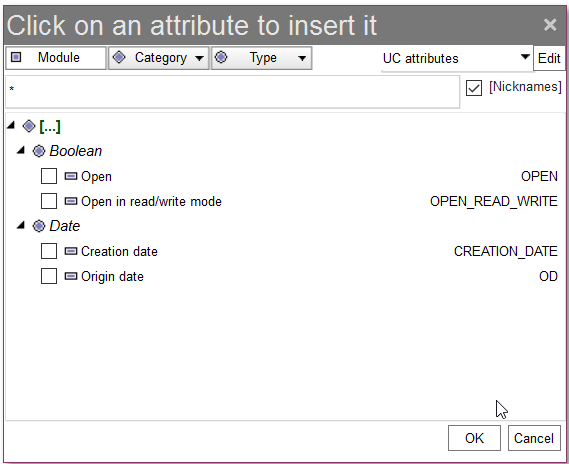 Click on an attribute to insert it ×
Module Category Type UC attributes Edit
* [Nicknames]
[...]
Boolean
Open OPEN
Open in read/write mode OPEN_READ_WRITE
Date
Creation date CREATION_DATE
Origin date OD
OK Cancel